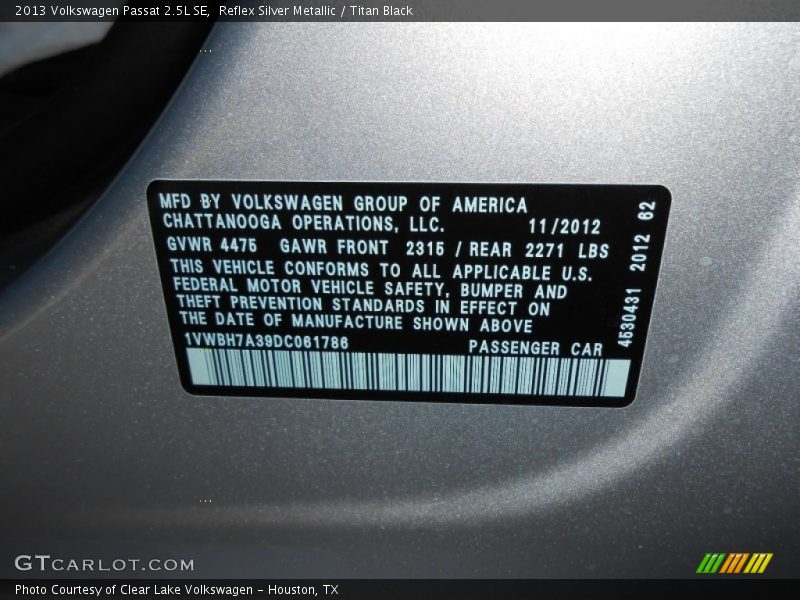 2013 Volkswagen Passat 2.5L SE,  Reflex Silver Metallic / Titan Black
MFD BY VOLKSWAGEN GROUP OF AMERICA
CHATTANOOGA OPERATIONS, LLC. 11/2012
GVWR 4475 GAWR FRONT 2315 / REAR 2271 LBS
THIS VEHICLE CONFORMS TO ALL APPLICABLE U.S.
FEDERAL MOTOR VEHICLE SAFETY, BUMPER AND
THEFT PREVENTION STANDARDS IN EFFECT ON
THE DATE OF MANUFACTURE SHOWN ABOVE
1VWBH7A39DC061786 PASSENGER CAR
4530431 2012 62
GTCARLOT.COM
Photo Courtesy of Clear Lake Volkswagen - Houston, TX